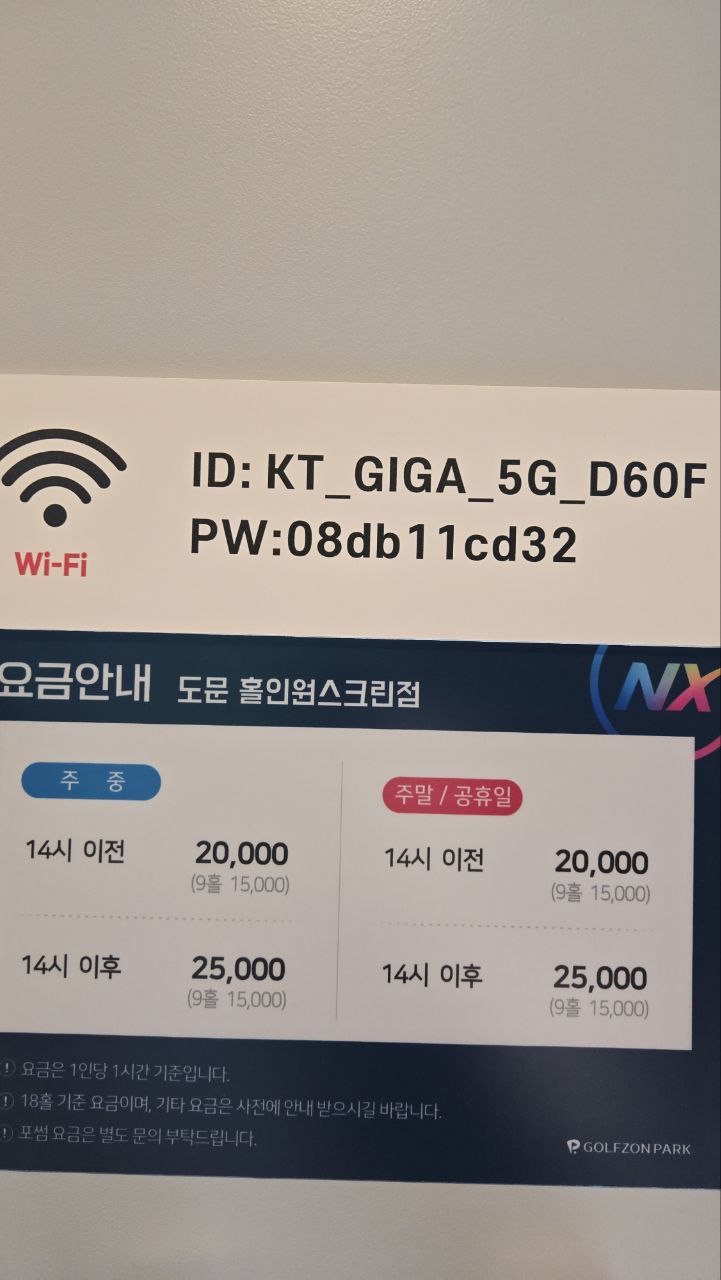 ID: KT_GIGA_5G_D60F
PW:08db11cd32
Wi-Fi
요금안내 도문 홀인원스크린점
NX
주 중
14시 이전 20,000
(9홀 15,000)
14시 이후 25,000
(9홀 15,000)
주말 / 공휴일
14시 이전 20,000
(9홀 15,000)
14시 이후 25,000
(9홀 15,000)
! 요금은 1인당 1시간 기준입니다.
! 18홀 기준 요금이며, 기타 요금은 사전에 안내 받으시길 바랍니다.
! 포썸 요금은 별도 문의 부탁드립니다.
GOLFZON PARK